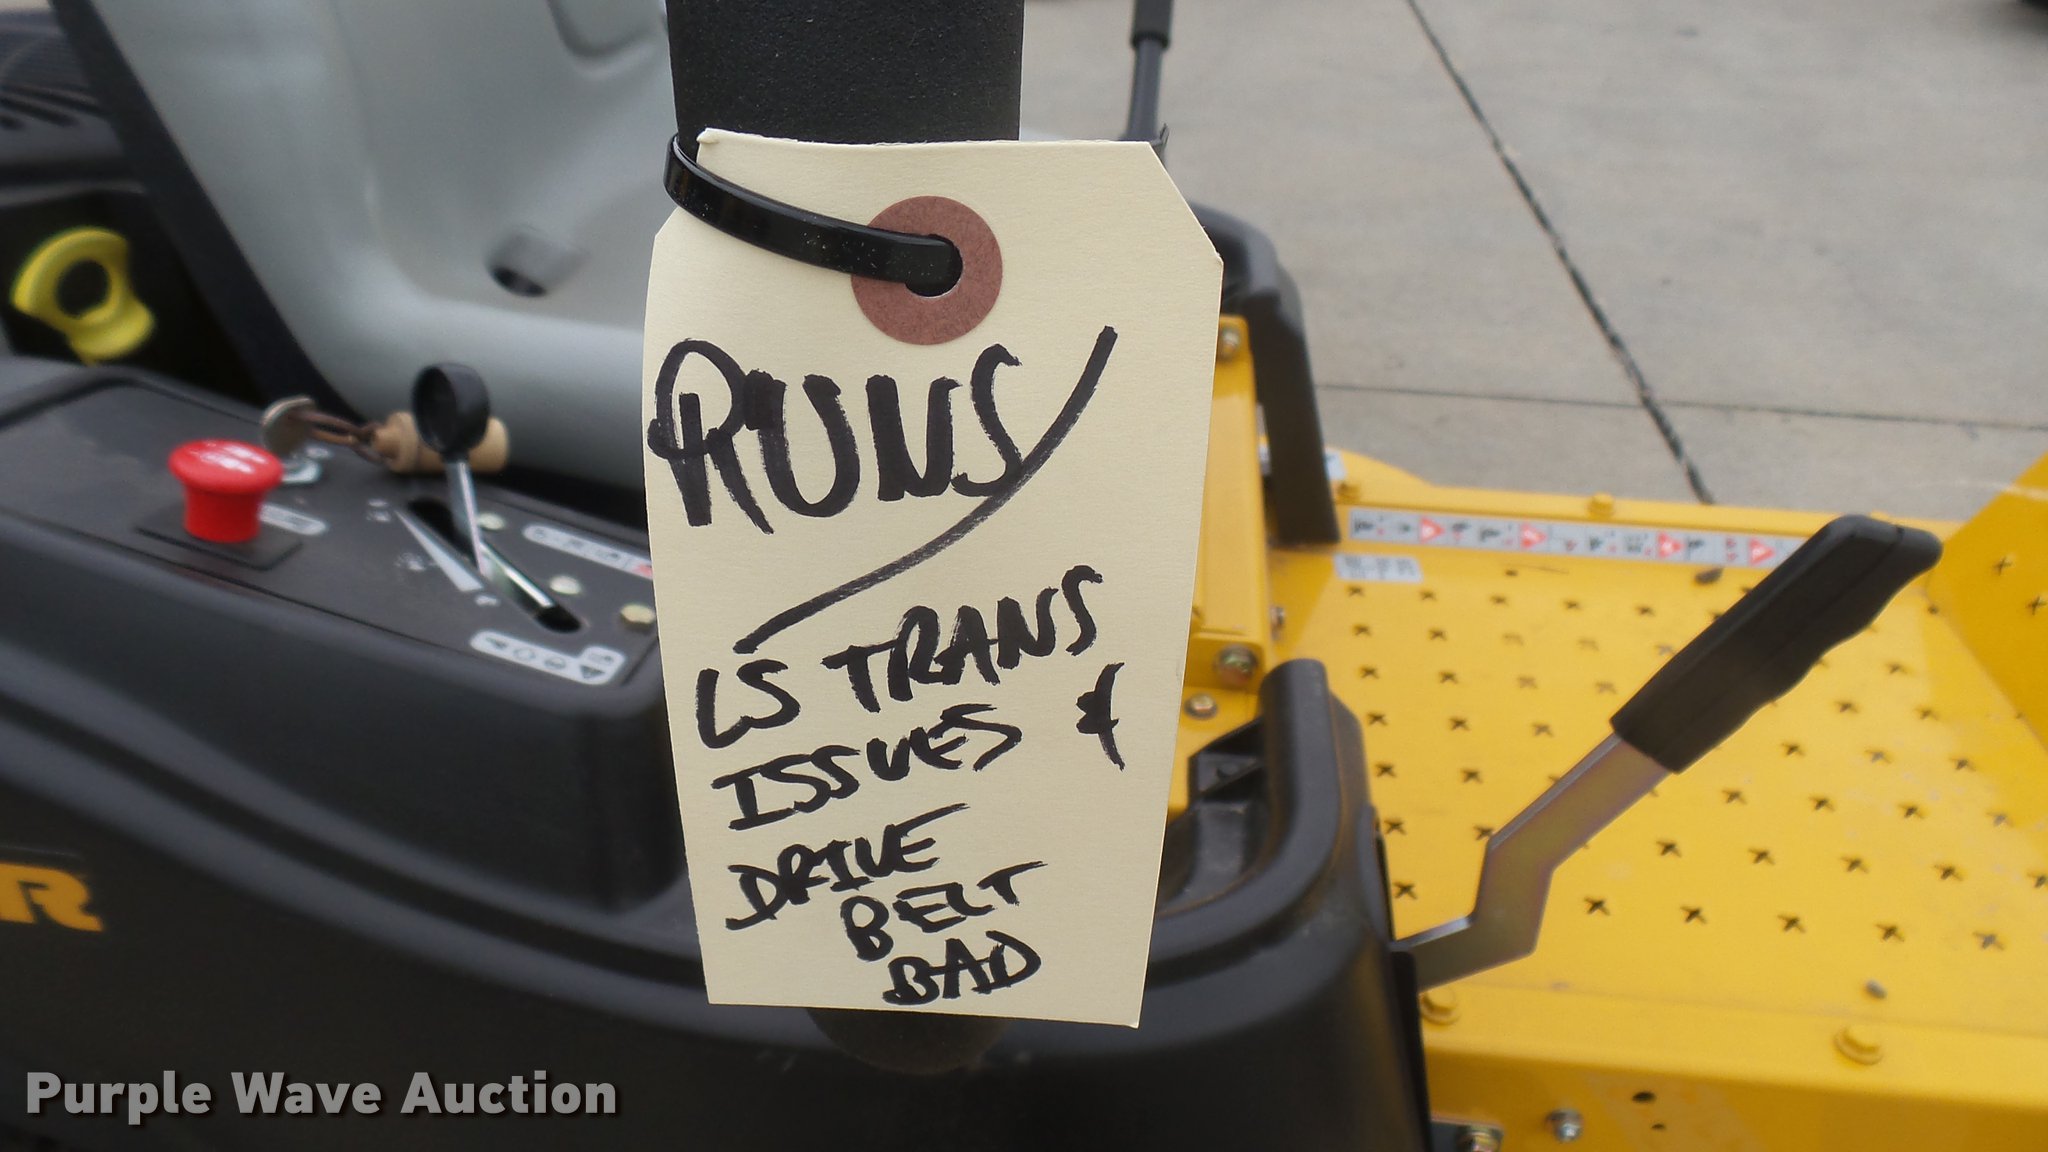 RUNS
LS TRANS
ISSUES &
DRIVE
BELT
BAD
R
Purple Wave Auction